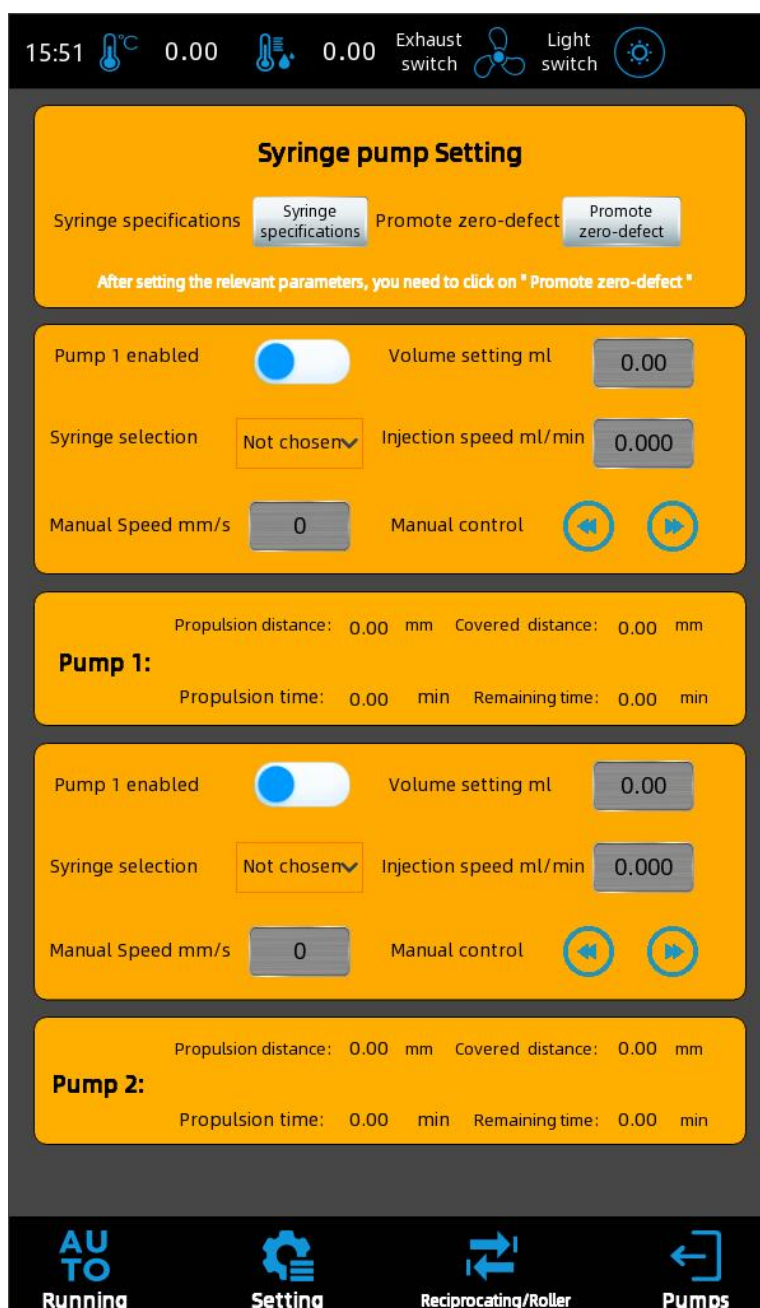 15:51 °C 0.00 0.00 Exhaust switch Light switch
Syringe pump Setting
Syringe specifications Syringe specifications Promote zero-defect Promote zero-defect
After setting the relevant parameters, you need to click on " Promote zero-defect "
Pump 1 enabled Volume setting ml 0.00
Syringe selection Not chosen Injection speed ml/min 0.000
Manual Speed mm/s 0 Manual control
Propulsion distance: 0.00 mm Covered distance: 0.00 mm
Pump 1:
Propulsion time: 0.00 min Remaining time: 0.00 min
Pump 1 enabled Volume setting ml 0.00
Syringe selection Not chosen Injection speed ml/min 0.000
Manual Speed mm/s 0 Manual control
Propulsion distance: 0.00 mm Covered distance: 0.00 mm
Pump 2:
Propulsion time: 0.00 min Remaining time: 0.00 min
AUTO
Running Setting Reciprocating/Roller Pumps